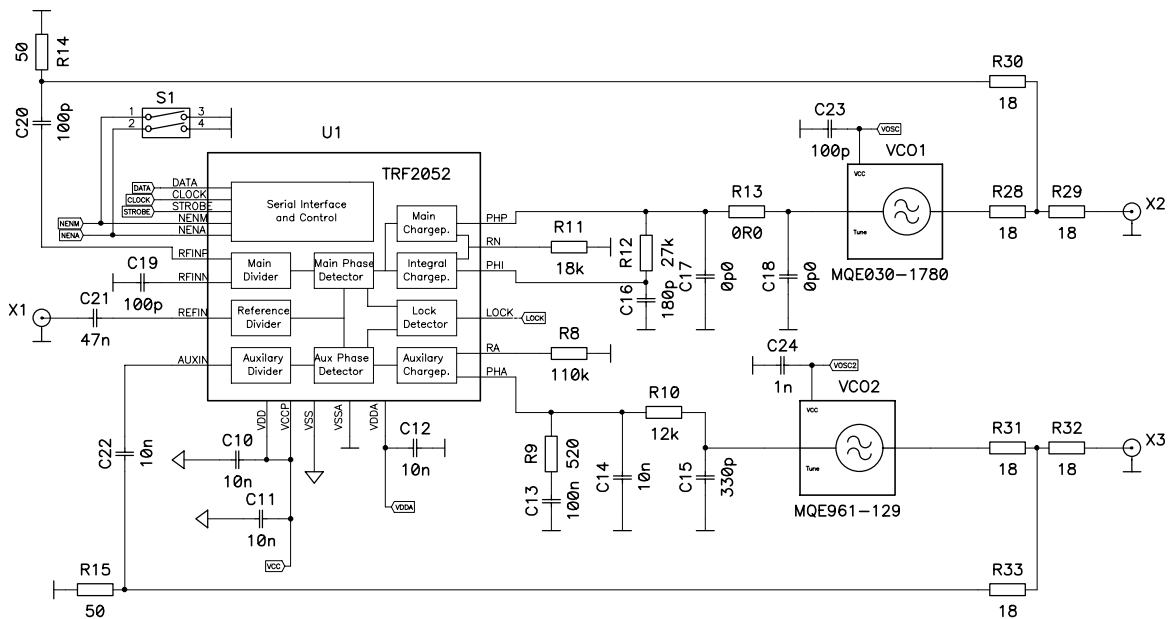 50
R14
C20
100p
S1
1
2
3
4
U1
TRF2052
DATA
DATA
CLOCK
CLOCK
STROBE
STROBE
NENM
NENM
NENA
NENA
Serial Interface
and Control
Main
Chargep.
PHP
RN
PHI
RFINP
RFINN
C19
100p
Main
Divider
Main Phase
Detector
Integral
Chargep.
R11
18k
R12
27k
C16
180p
C17
0p0
R13
0R0
C18
0p0
C23
100p
VOSC
VCO1
VCC
Tune
MQE030-1780
R30
18
R28
18
R29
18
X2
X1
C21
47n
REFIN
Reference
Divider
Lock
Detector
LOCK
LOCK
RA
R8
110k
AUXIN
Auxilary
Divider
Aux Phase
Detector
Auxilary
Chargep.
PHA
VDD
VCCP
VSS
VSSA
VDDA
C10
10n
C11
10n
VCC
C12
10n
VDDA
C22
10n
R9
520
C13
100n
C14
10n
R10
12k
C15
330p
C24
1n
VOSC2
VCO2
VCC
Tune
MQE961-129
R31
18
R32
18
X3
R15
50
R33
18